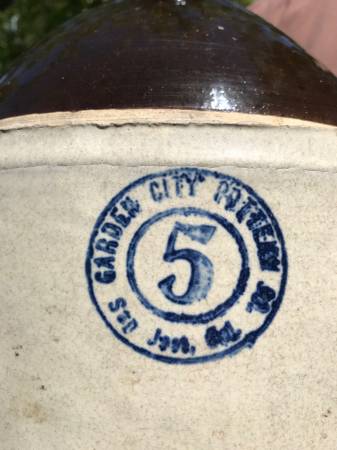 GARDEN CITY POTTERY CO.
5
San Jose, Cal.